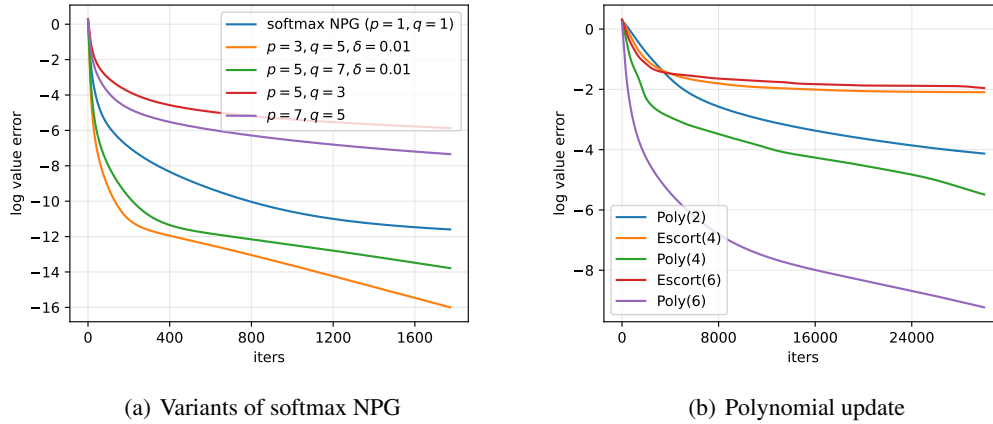 softmax NPG (p = 1, q = 1)
p = 3, q = 5, δ = 0.01
p = 5, q = 7, δ = 0.01
p = 5, q = 3
p = 7, q = 5
log value error
0
−2
−4
−6
−8
−10
−12
−14
−16
0 400 800 1200 1600
iters
(a) Variants of softmax NPG
log value error
0
−2
−4
−6
−8
Poly(2)
Escort(4)
Poly(4)
Escort(6)
Poly(6)
0 8000 16000 24000
iters
(b) Polynomial update